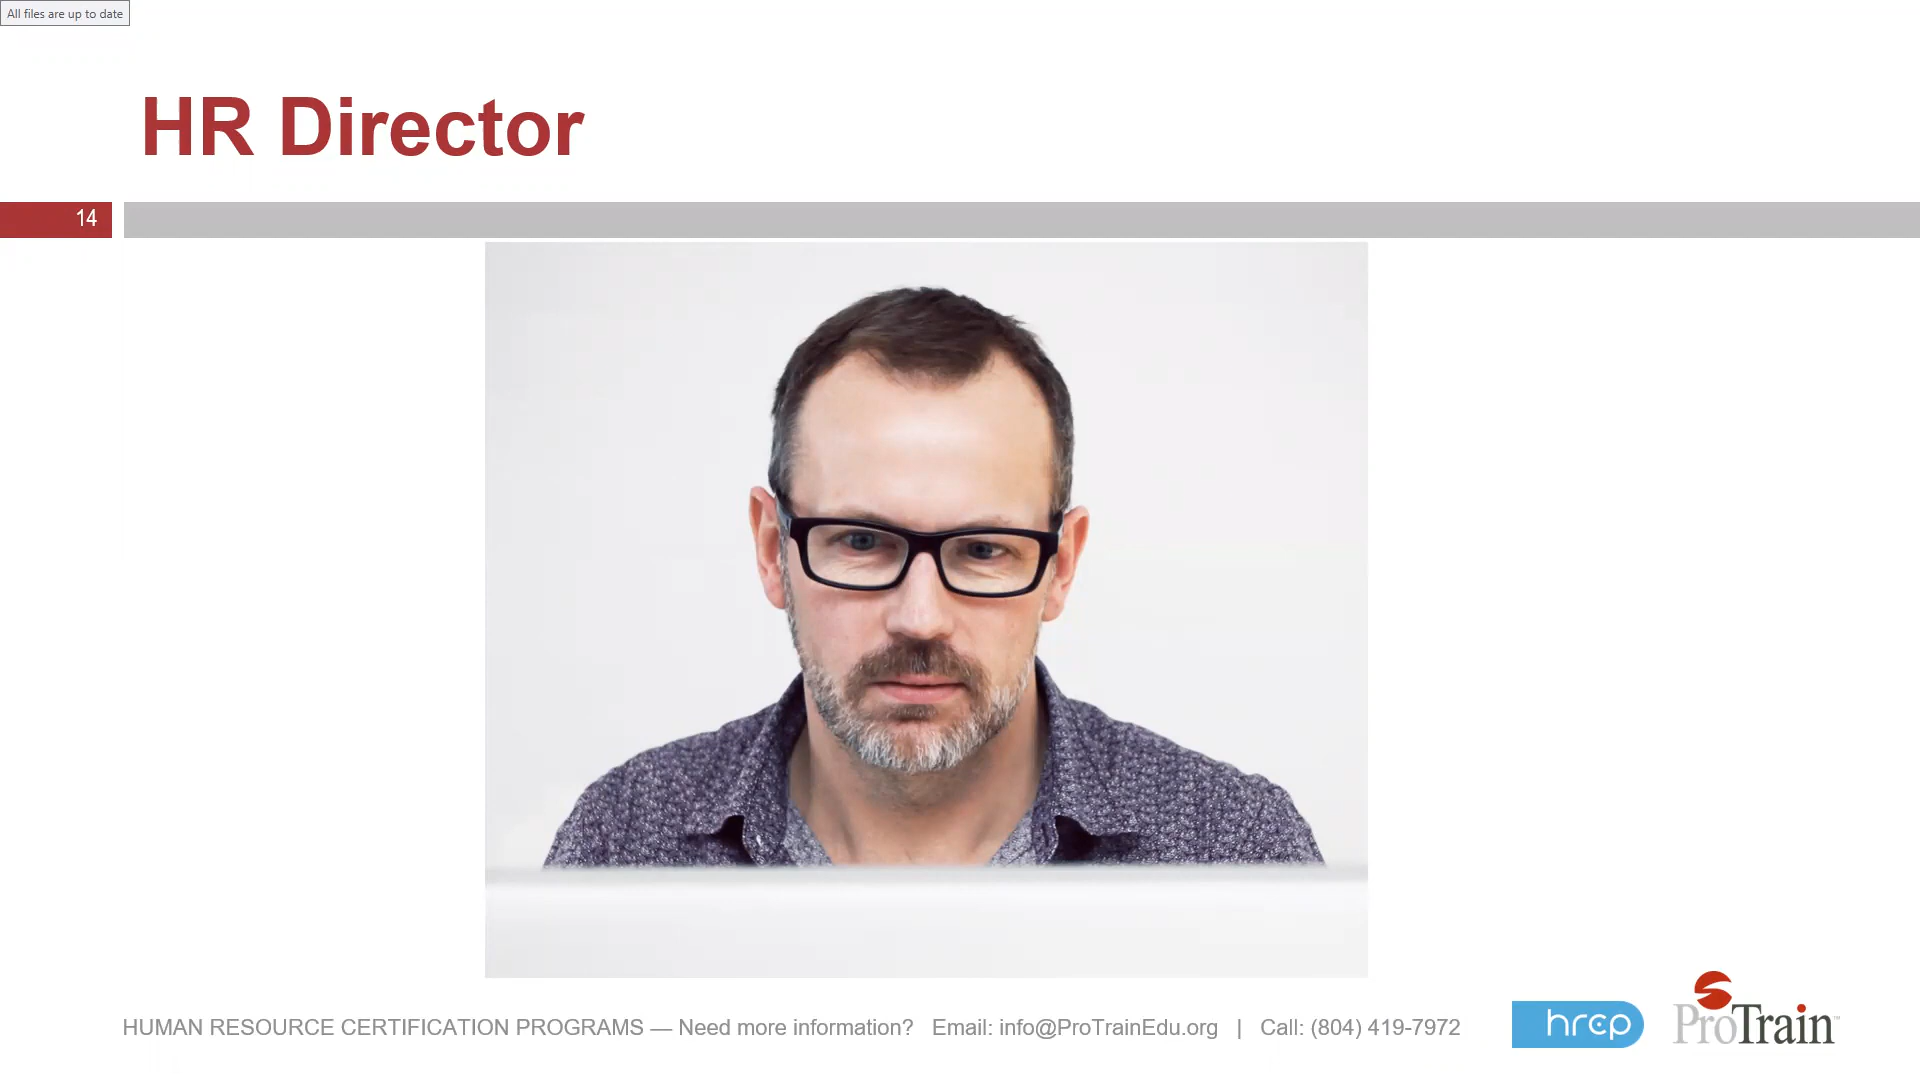 All files are up to date
HR Director
14
HUMAN RESOURCE CERTIFICATION PROGRAMS — Need more information? Email: info@ProTrainEdu.org | Call: (804) 419-7972
hrcp
ProTrain™